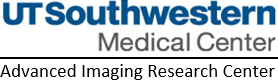 UTSouthwestern
Medical Center
Advanced Imaging Research Center